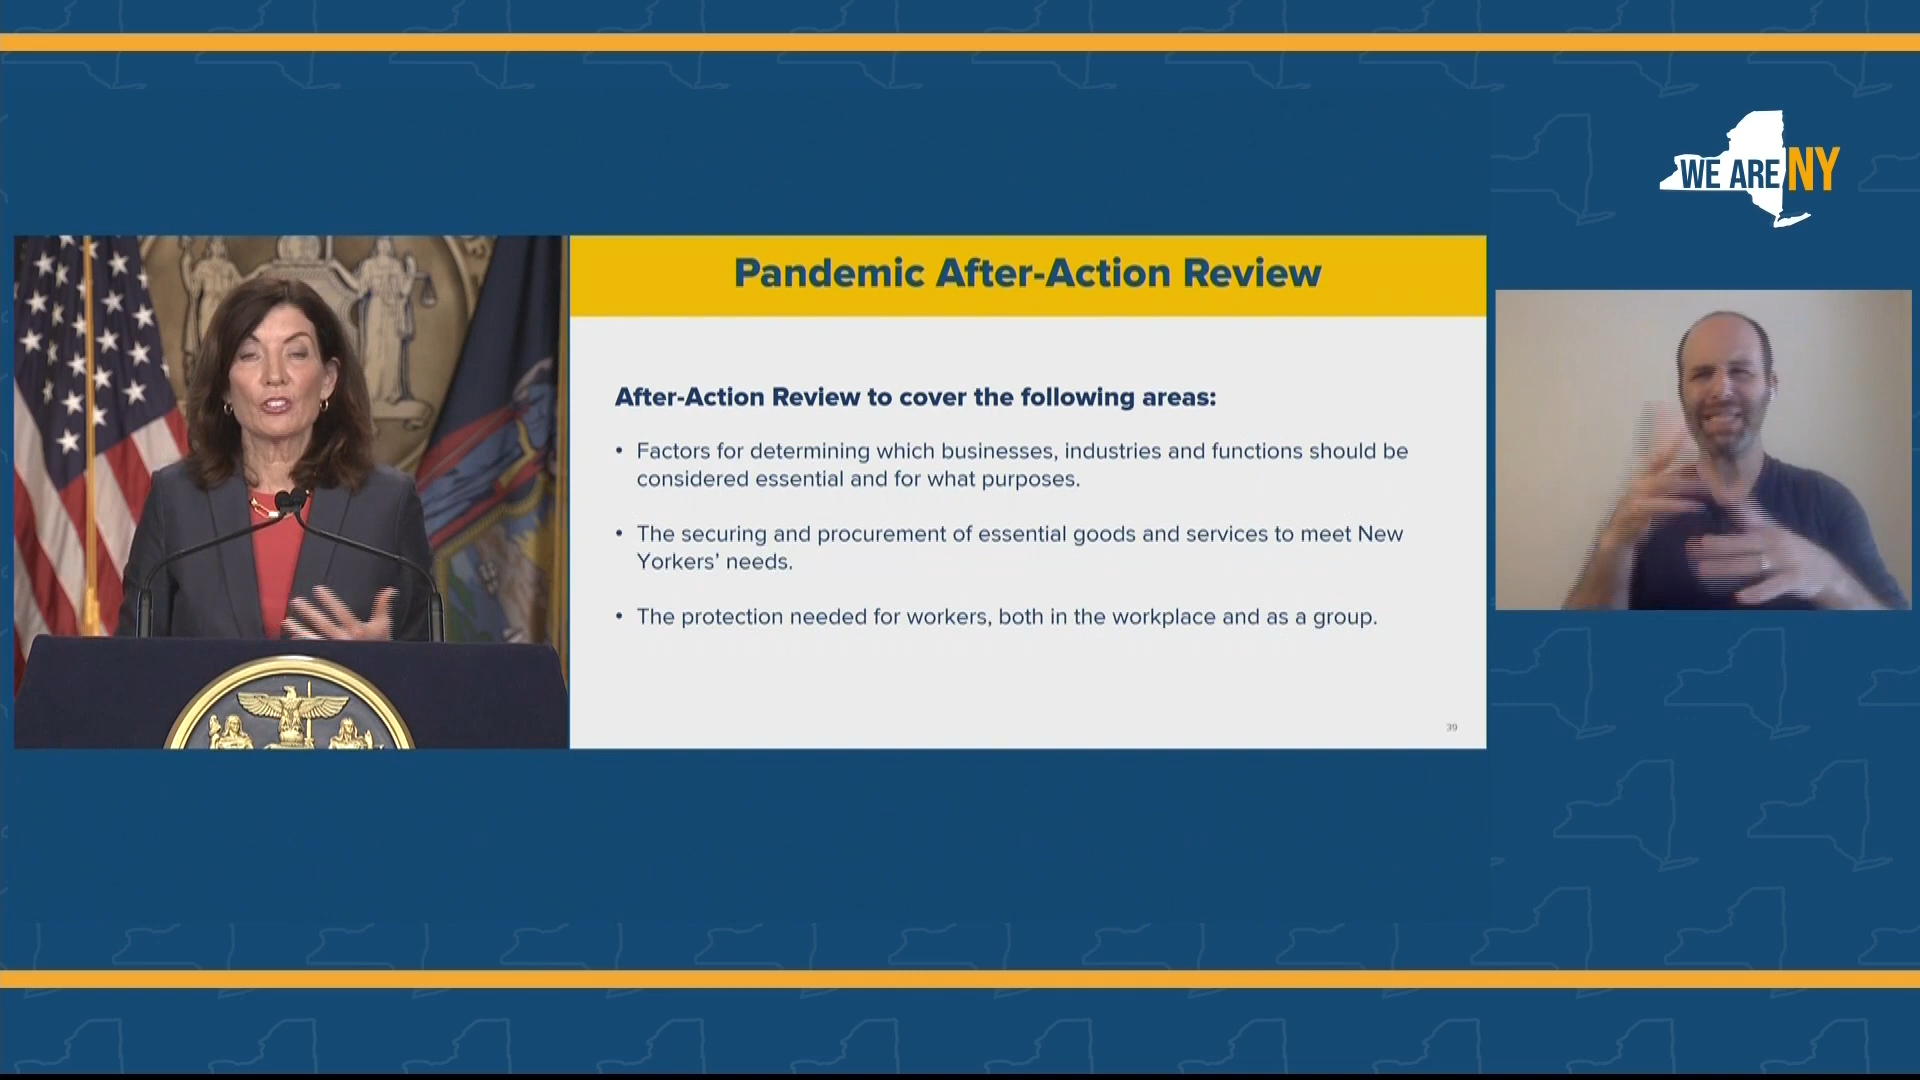 WE ARE NY
Pandemic After-Action Review
After-Action Review to cover the following areas:
• Factors for determining which businesses, industries and functions should be
considered essential and for what purposes.
• The securing and procurement of essential goods and services to meet New
Yorkers’ needs.
• The protection needed for workers, both in the workplace and as a group.
39